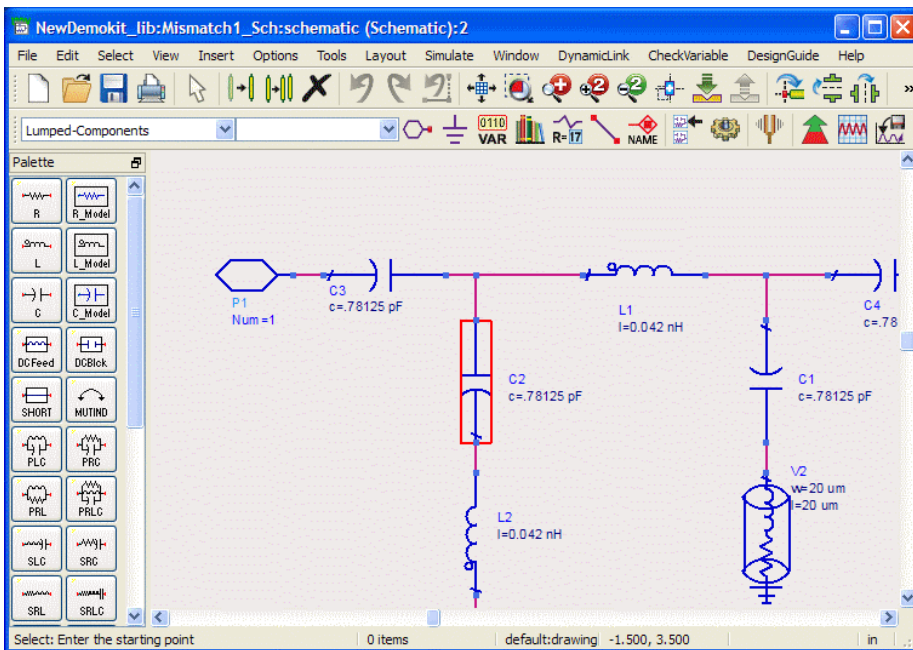 NewDemokit_lib:Mismatch1_Sch:schematic (Schematic):2
File Edit Select View Insert Options Tools Layout Simulate Window DynamicLink CheckVariable DesignGuide Help
+2 -2 »
Lumped-Components 0110 VAR R=17 NAME
Palette
R R_Model
L L_Model
C C_Model
DCFeed DCBlck
SHORT MUTIND
PLC PRC
PRL PRLC
SLC SRC
SRL SRLC
P1
Num=1
C3
c=.78125 pF
L1
l=0.042 nH
C4
c=.78
C2
c=.78125 pF
C1
c=.78125 pF
L2
l=0.042 nH
V2
w=20 um
l=20 um
Select: Enter the starting point 0 items default:drawing -1.500, 3.500 in